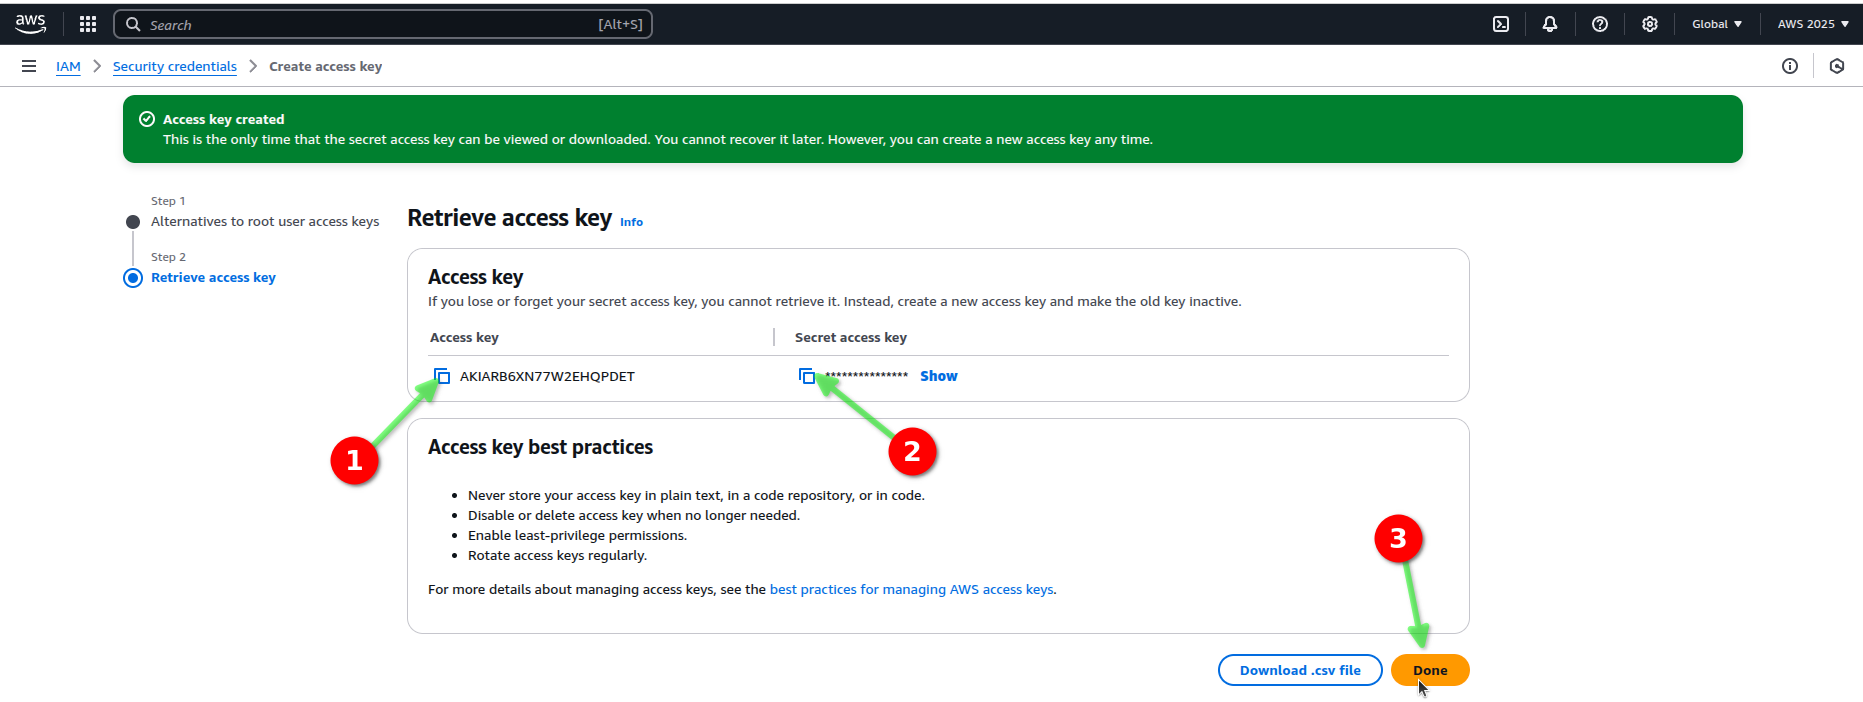 aws
Search [Alt+S]
Global
AWS 2025
IAM > Security credentials > Create access key
Access key created
This is the only time that the secret access key can be viewed or downloaded. You cannot recover it later. However, you can create a new access key any time.
Step 1
Alternatives to root user access keys
Step 2
Retrieve access key
Retrieve access key Info
Access key
If you lose or forget your secret access key, you cannot retrieve it. Instead, create a new access key and make the old key inactive.
Access key
Secret access key
AKIARB6XN77W2EHQPDET
*************** Show
1
2
Access key best practices
Never store your access key in plain text, in a code repository, or in code.
Disable or delete access key when no longer needed.
Enable least-privilege permissions.
Rotate access keys regularly.
For more details about managing access keys, see the best practices for managing AWS access keys.
3
Download .csv file
Done